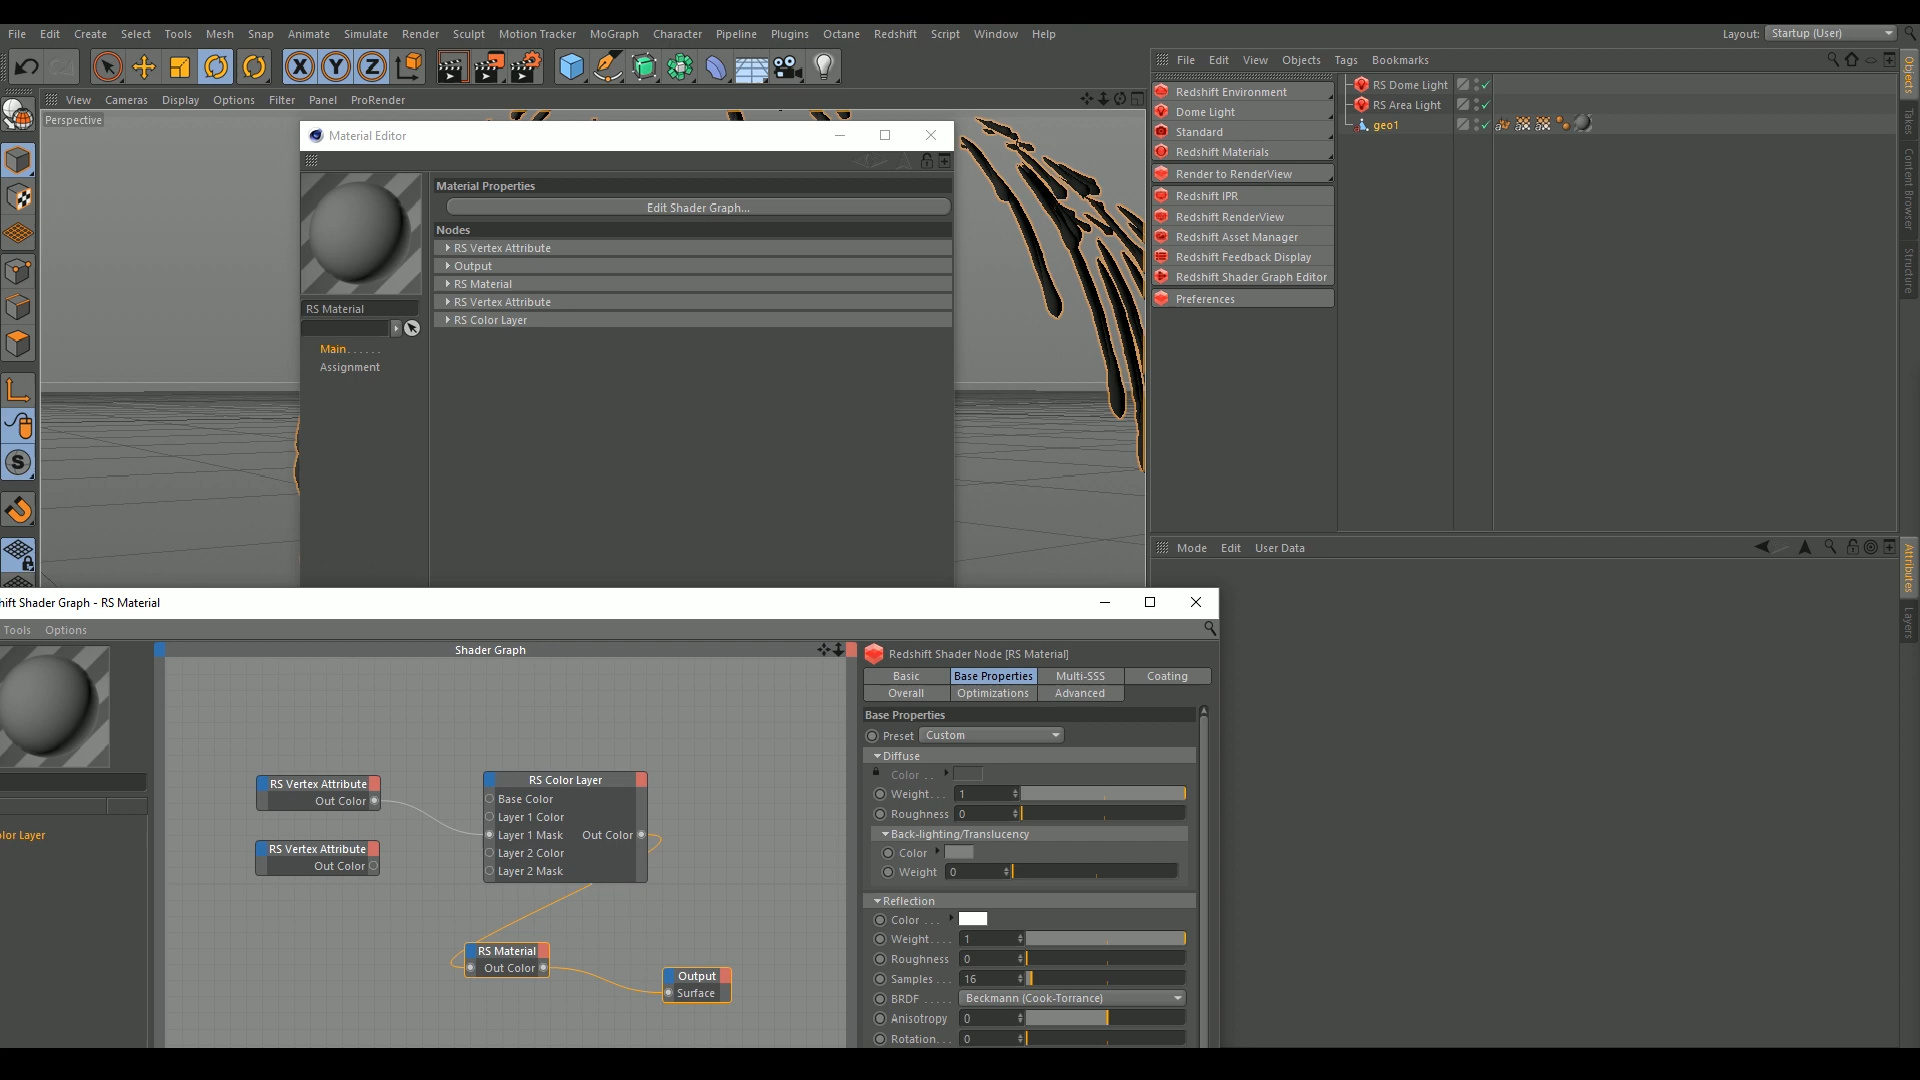 File Edit Create Select Tools Mesh Snap Animate Simulate Render Sculpt Motion Tracker MoGraph Character Pipeline Plugins Octane Redshift Script Window Help
Layout: Startup (User)
View Cameras Display Options Filter Panel ProRender
Perspective
File Edit View Objects Tags Bookmarks
Redshift Environment
Dome Light
Standard
Redshift Materials
Render to RenderView
Redshift IPR
Redshift RenderView
Redshift Asset Manager
Redshift Feedback Display
Redshift Shader Graph Editor
Preferences
RS Dome Light
RS Area Light
geo1
Objects
Takes
Content Browser
Structure
Mode Edit User Data
Attributes
Layers
Material Editor
Material Properties
Edit Shader Graph...
Nodes
RS Vertex Attribute
Output
RS Material
RS Vertex Attribute
RS Color Layer
RS Material
Main......
Assignment
hift Shader Graph - RS Material
Tools Options
Shader Graph
olor Layer
RS Vertex Attribute
Out Color
RS Vertex Attribute
Out Color
RS Color Layer
Base Color
Layer 1 Color
Layer 1 Mask Out Color
Layer 2 Color
Layer 2 Mask
RS Material
Out Color
Output
Surface
Redshift Shader Node [RS Material]
Basic Base Properties Multi-SSS Coating
Overall Optimizations Advanced
Base Properties
Preset Custom
Diffuse
Color ..
Weight... 1
Roughness 0
Back-lighting/Translucency
Color
Weight 0
Reflection
Color ...
Weight.... 1
Roughness 0
Samples... 16
BRDF ..... Beckmann (Cook-Torrance)
Anisotropy 0
Rotation... 0